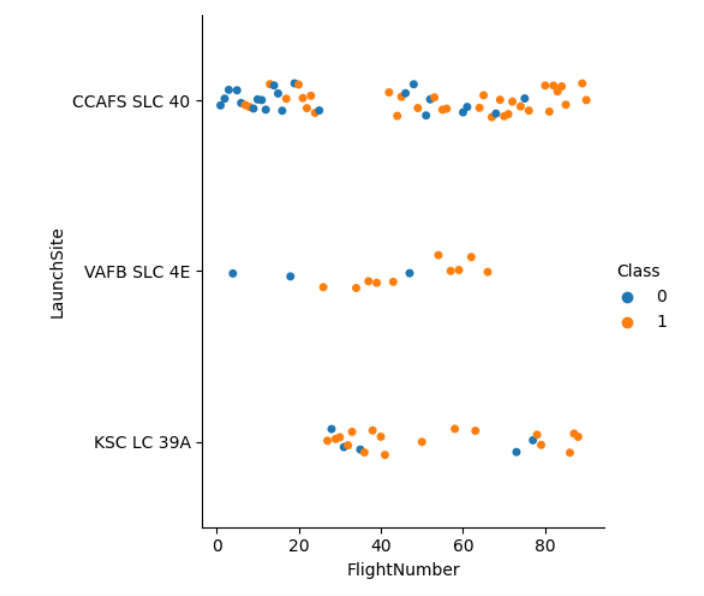 CCAFS SLC 40
VAFB SLC 4E
KSC LC 39A
LaunchSite
0 20 40 60 80
FlightNumber
Class
0
1